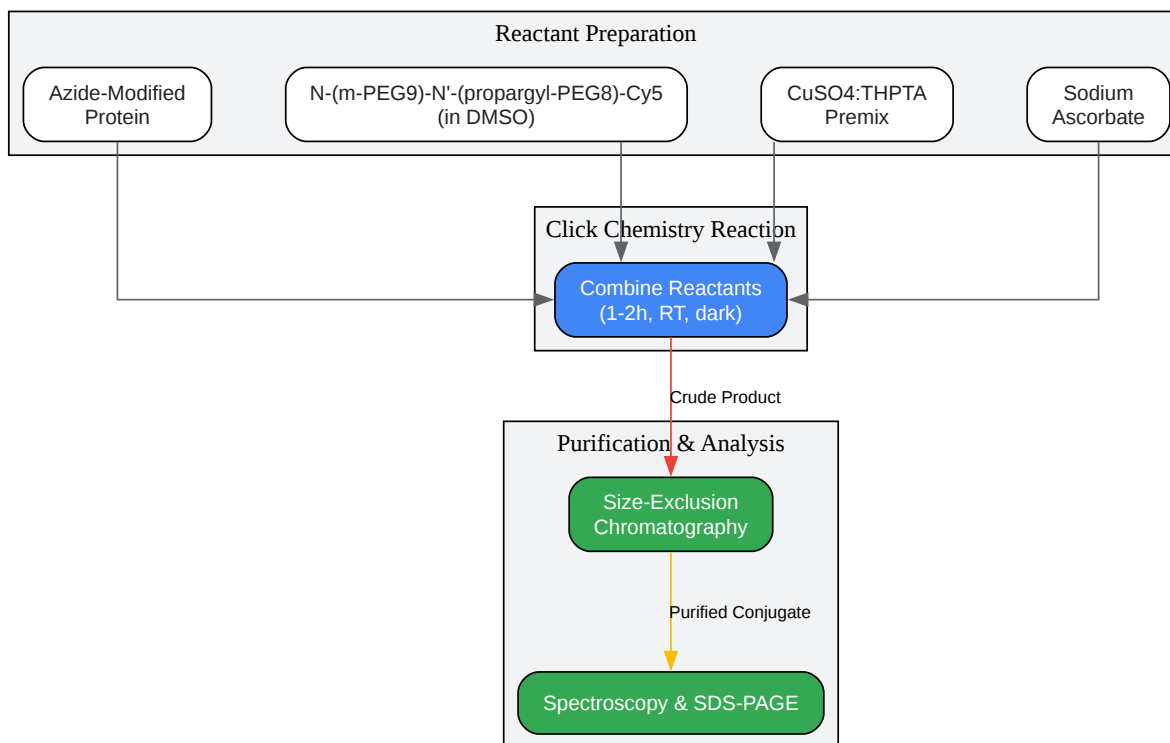 Reactant Preparation
Azide-Modified
Protein
N-(m-PEG9)-N'-(propargyl-PEG8)-Cy5
(in DMSO)
CuSO4:THPTA
Premix
Sodium
Ascorbate
Click Chemistry Reaction
Combine Reactants
(1-2h, RT, dark)
Crude Product
Purification & Analysis
Size-Exclusion
Chromatography
Purified Conjugate
Spectroscopy & SDS-PAGE